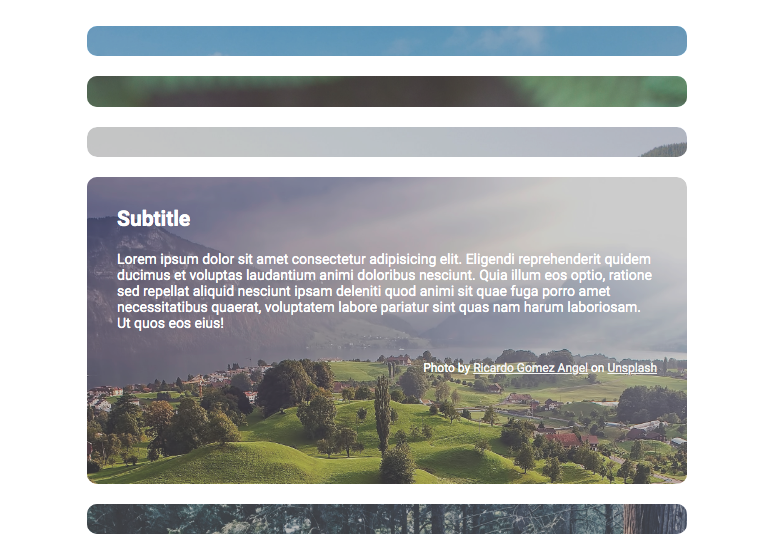 Subtitle
Lorem ipsum dolor sit amet consectetur adipisicing elit. Eligendi reprehenderit quidem
ducimus et voluptas laudantium animi doloribus nesciunt. Quia illum eos optio, ratione
sed repellat aliquid nesciunt ipsam deleniti quod animi sit quae fuga porro amet
necessitatibus quaerat, voluptatem labore pariatur sint quas nam harum laboriosam.
Ut quos eos eius!
Photo by Ricardo Gomez Angel on Unsplash